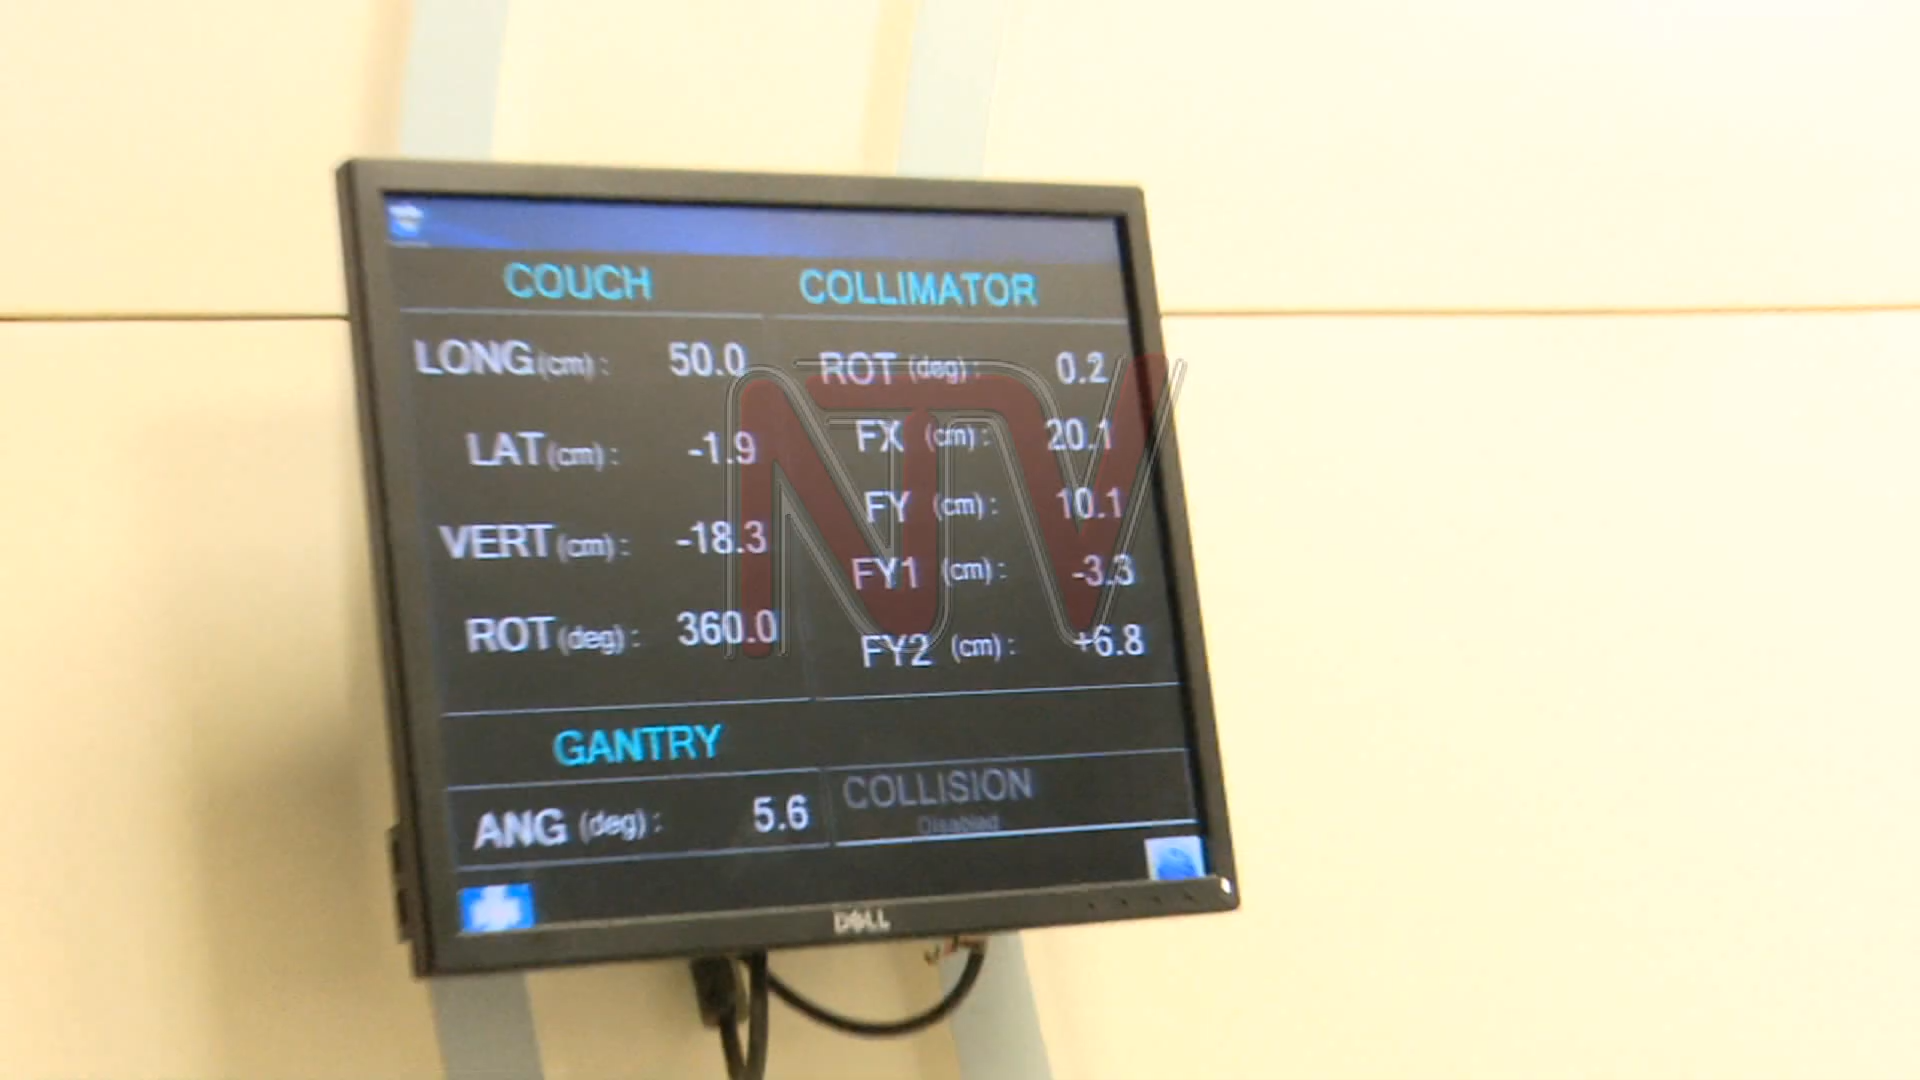 COUCH
LONG(cm): 50.0
LAT(cm): -1.9
VERT(cm): -18.3
ROT(deg): 360.0
COLLIMATOR
ROT (deg): 0.2
FX (cm): 20.1
FY (cm): 10.1
FY1 (cm): -3.3
FY2 (cm): +6.8
GANTRY
ANG (deg): 5.6
COLLISION
Disabled
DELL
NTV